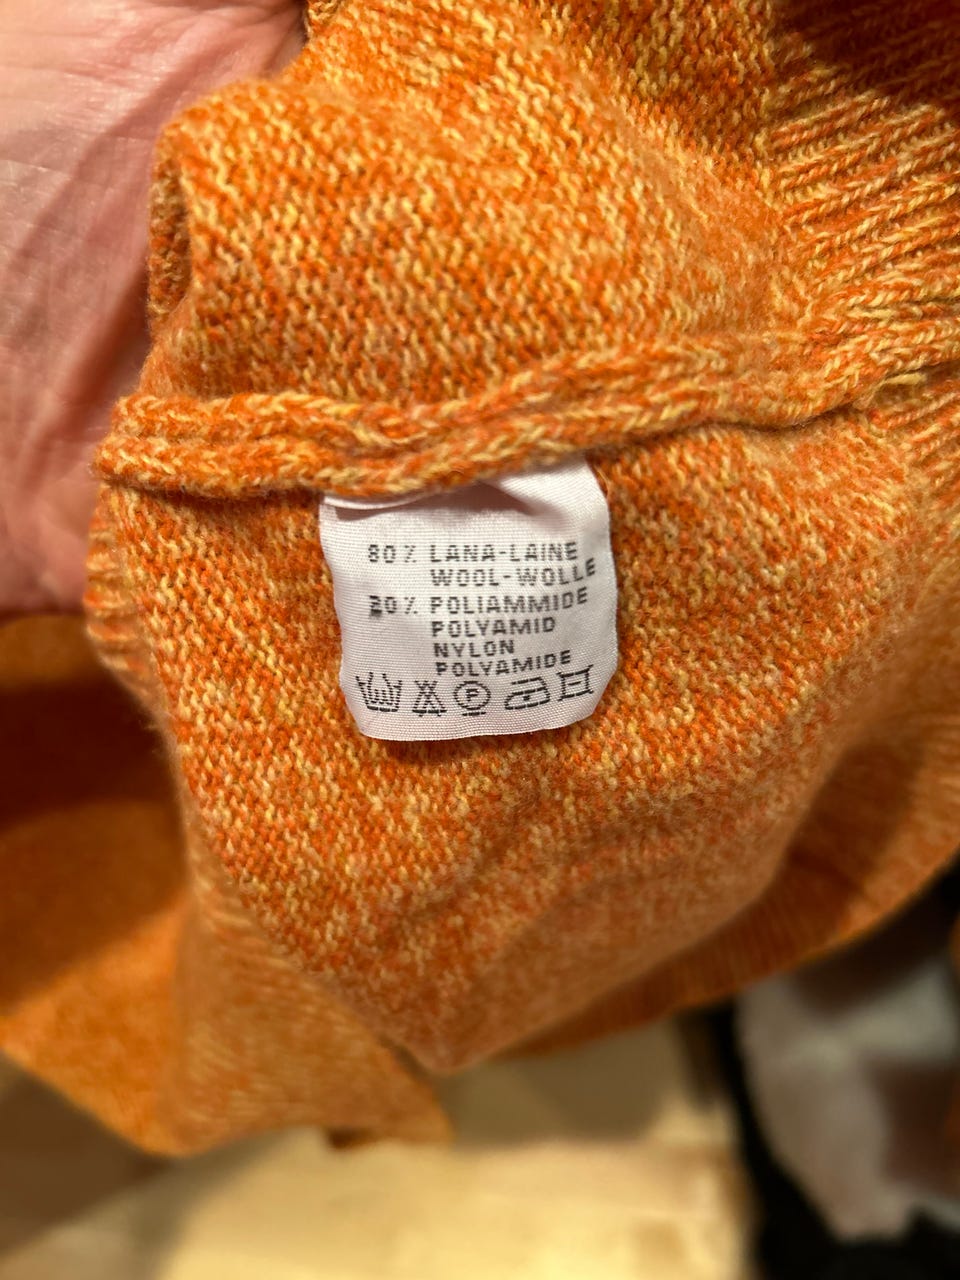 80% LANA-LAINE
WOOL-WOLLE
20% POLIAMMIDE
POLYAMID
NYLON
POLYAMIDE
P